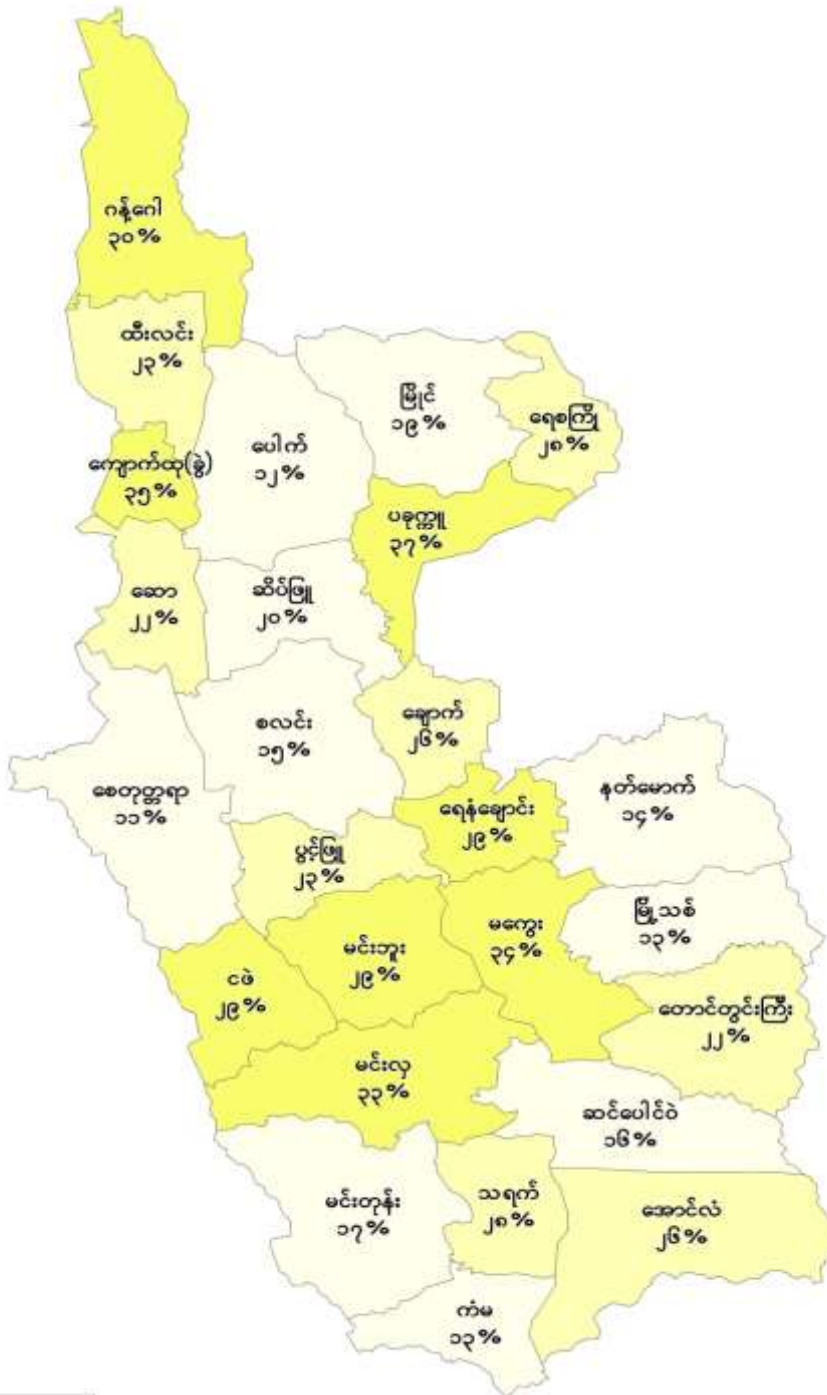 ဂန့်ဂေါ
၃၀%
ထီးလင်း
၂၃%
မြိုင်
၁၉%
ရေစကြို
၂၈%
ပေါက်
၁၂%
ကျောက်ထု(ခွဲ)
၃၅%
ပခုက္ကူ
၃၇%
ဆော
၂၂%
ဆိပ်ဖြူ
၂၀%
စလင်း
၁၅%
ချောက်
၂၆%
စေတုတ္တရာ
၁၁%
ရေနံချောင်း
၂၉%
နတ်မောက်
၁၄%
ပွင့်ဖြူ
၂၃%
မြို့သစ်
၁၃%
မကွေး
၃၄%
မင်းဘူး
၂၉%
ငဖဲ
၂၉%
တောင်တွင်းကြီး
၂၂%
မင်းလှ
၃၃%
ဆင်ပေါင်ဝဲ
၁၆%
မင်းတုန်း
၁၇%
သရက်
၂၈%
အောင်လံ
၂၆%
ကံမ
၁၃%